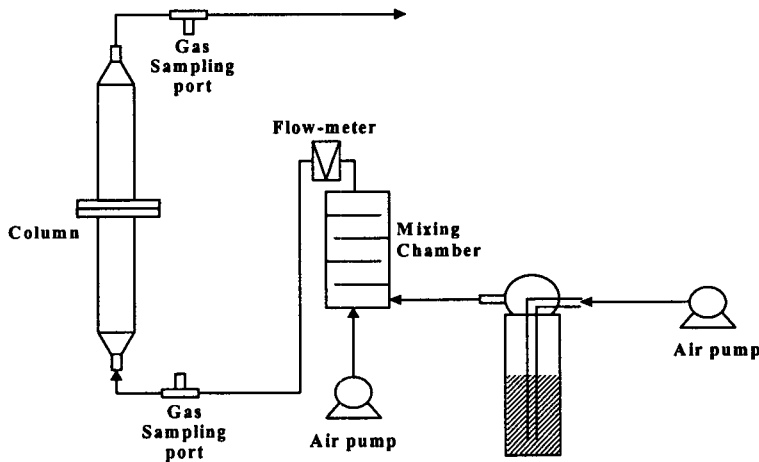 Gas
Sampling
port
Flow-meter
Column
Mixing
Chamber
Air pump
Gas
Sampling
port
Air pump